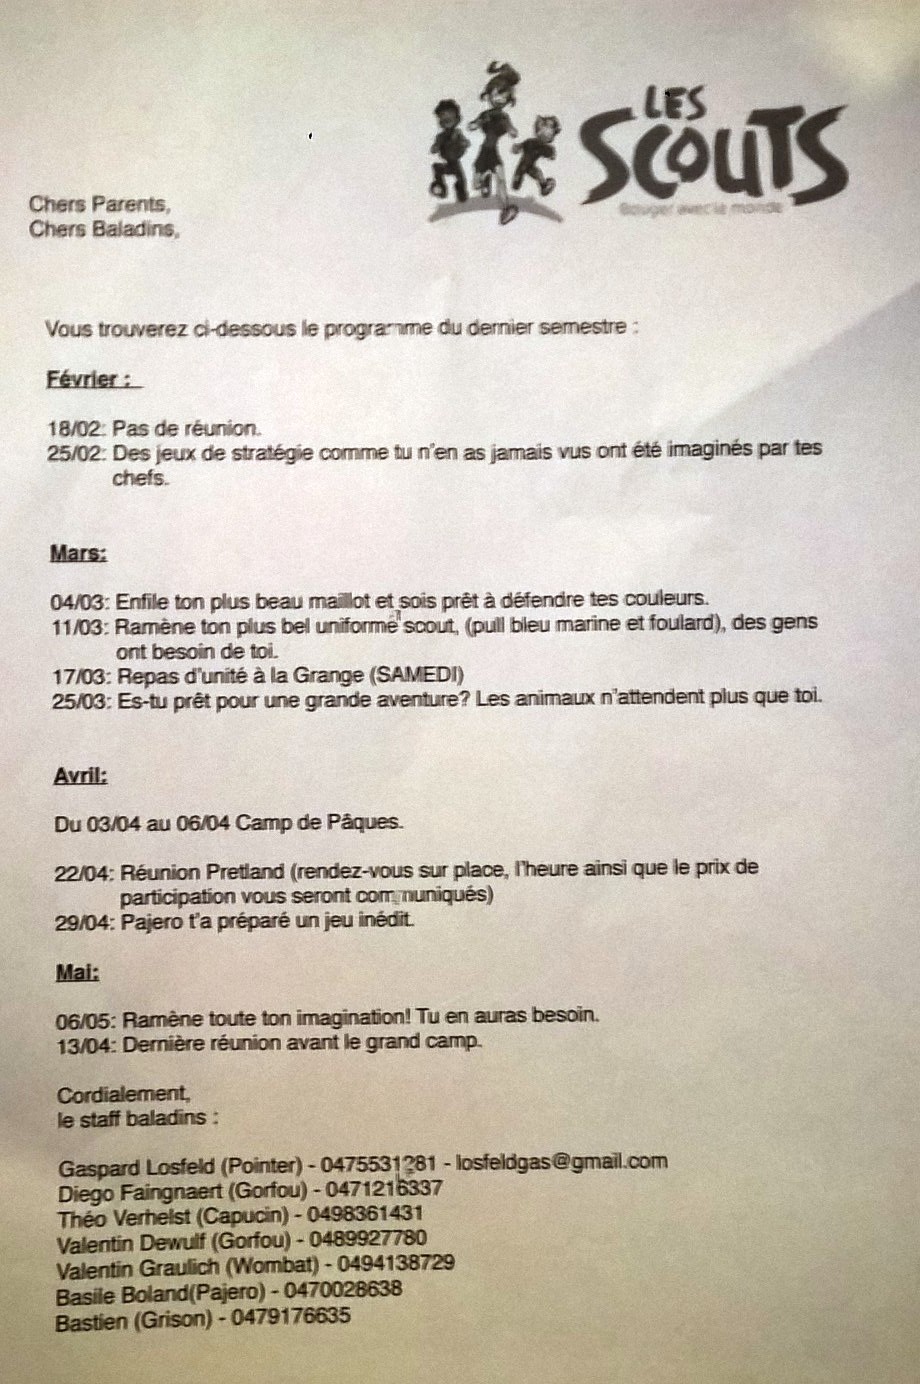 LES
SCOUTS
Bouger avec le monde
Chers Parents,
Chers Baladins,
Vous trouverez ci-dessous le programme du dernier semestre :
Février :
18/02: Pas de réunion.
25/02: Des jeux de stratégie comme tu n'en as jamais vus ont été imaginés par tes
chefs.
Mars:
04/03: Enfile ton plus beau maillot et sois prêt à défendre tes couleurs.
11/03: Ramène ton plus bel uniforme scout, (pull bleu marine et foulard), des gens
ont besoin de toi.
17/03: Repas d'unité à la Grange (SAMEDI)
25/03: Es-tu prêt pour une grande aventure? Les animaux n'attendent plus que toi.
Avril:
Du 03/04 au 06/04 Camp de Pâques.
22/04: Réunion Pretland (rendez-vous sur place, l'heure ainsi que le prix de
participation vous seront communiqués)
29/04: Pajero t'a préparé un jeu inédit.
Mai:
06/05: Ramène toute ton imagination! Tu en auras besoin.
13/04: Dernière réunion avant le grand camp.
Cordialement,
le staff baladins :
Gaspard Losfeld (Pointer) - 0475531281 - losfeldgas@gmail.com
Diego Faingnaert (Gorfou) - 0471216337
Théo Verhelst (Capucin) - 0498361431
Valentin Dewulf (Gorfou) - 0489927780
Valentin Graulich (Wombat) - 0494138729
Basile Boland(Pajero) - 0470028638
Bastien (Grison) - 0479176635